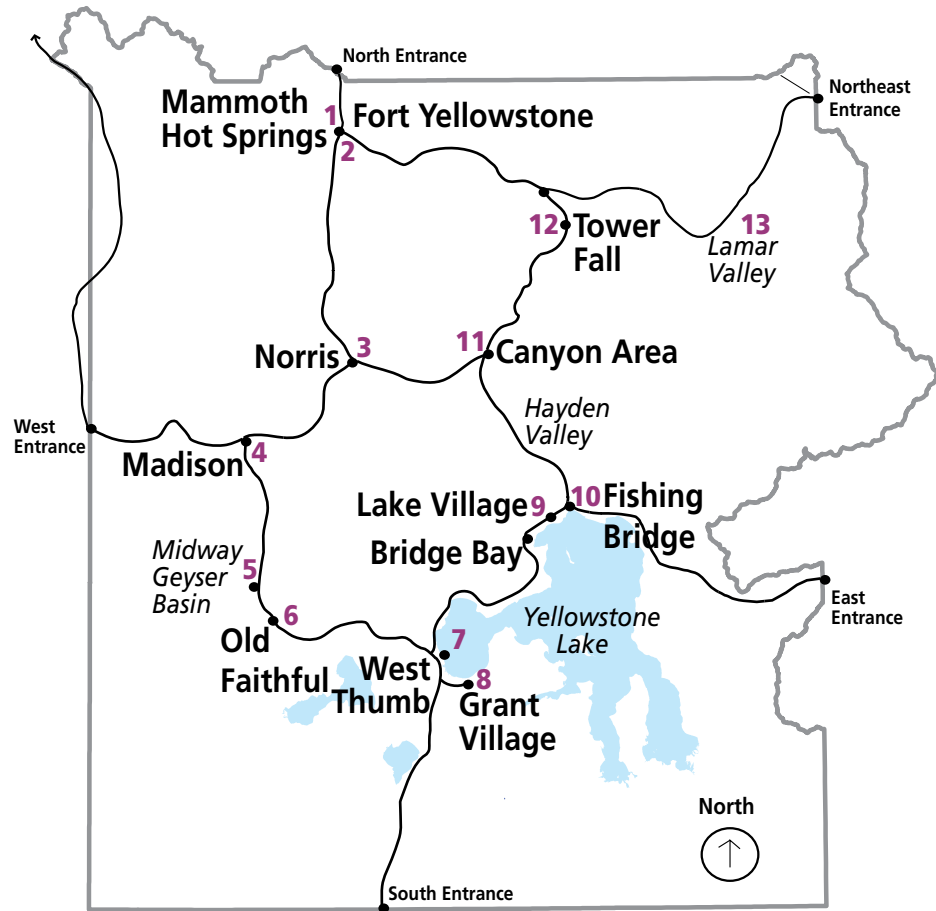 North Entrance
Mammoth
Hot Springs
1
Fort Yellowstone
2
Northeast
Entrance
12
Tower
Fall
13
Lamar
Valley
Norris
3
11
Canyon Area
Hayden
Valley
West
Entrance
Madison
4
Lake Village
9
10
Fishing
Bridge
Bridge Bay
Midway
Geyser
Basin
5
6
Old
Faithful
East
Entrance
Yellowstone
Lake
7
West
Thumb
8
Grant
Village
North
South Entrance